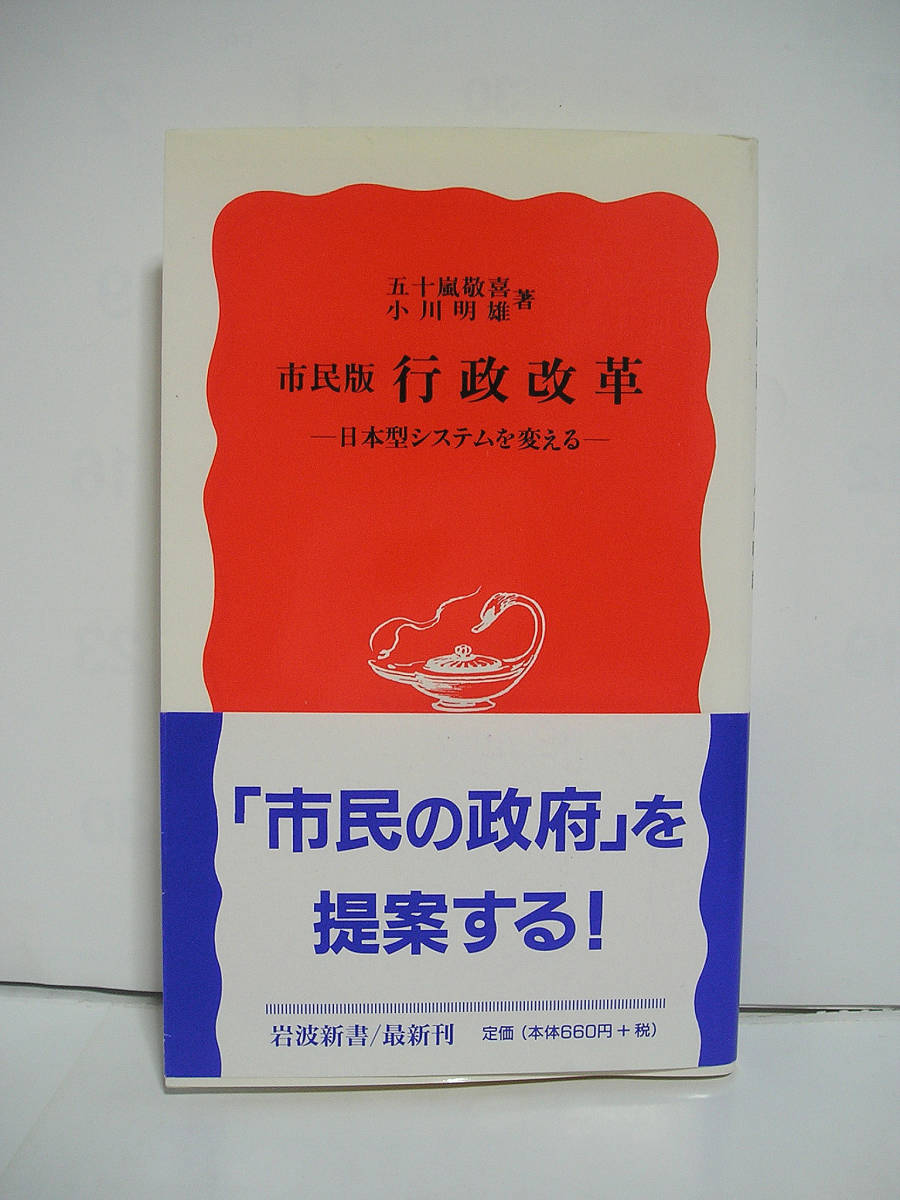 五十嵐敬喜
小川明雄 著
市民版 行政改革
―日本型システムを変える―
「市民の政府」を
提案する!
岩波新書/最新刊 定価(本体660円+税)